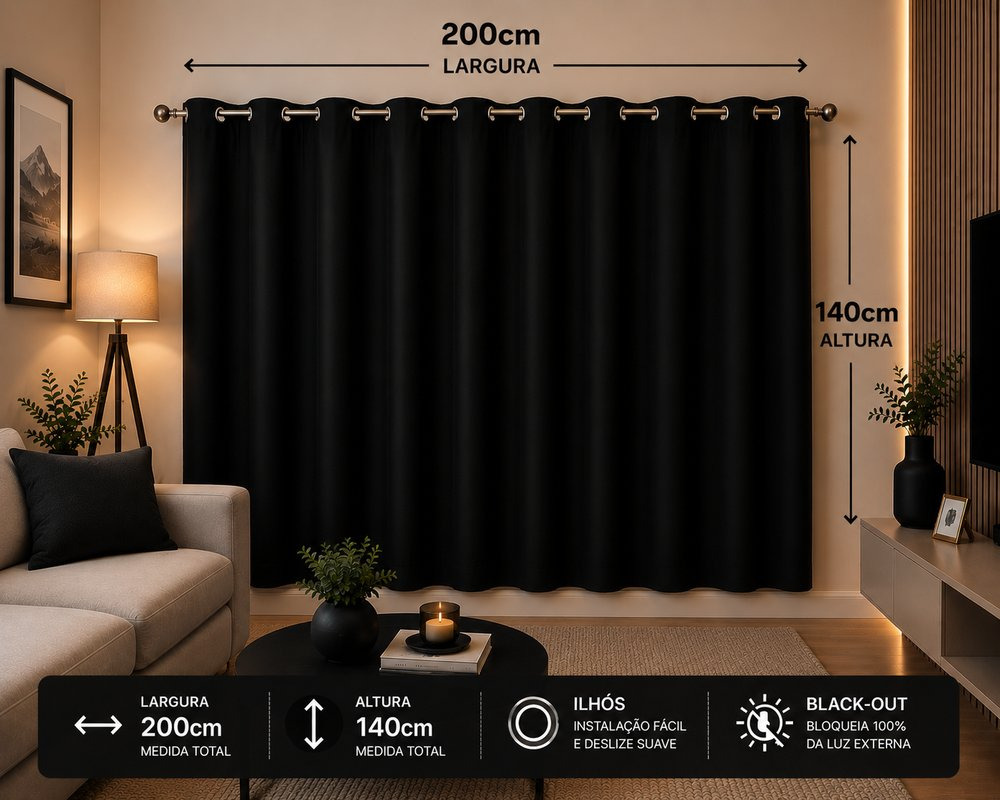 200cm
LARGURA
140cm
ALTURA
LARGURA
200cm
MEDIDA TOTAL
ALTURA
140cm
MEDIDA TOTAL
ILHÓS
INSTALAÇÃO FÁCIL
E DESLIZE SUAVE
BLACK-OUT
BLOQUEIA 100%
DA LUZ EXTERNA